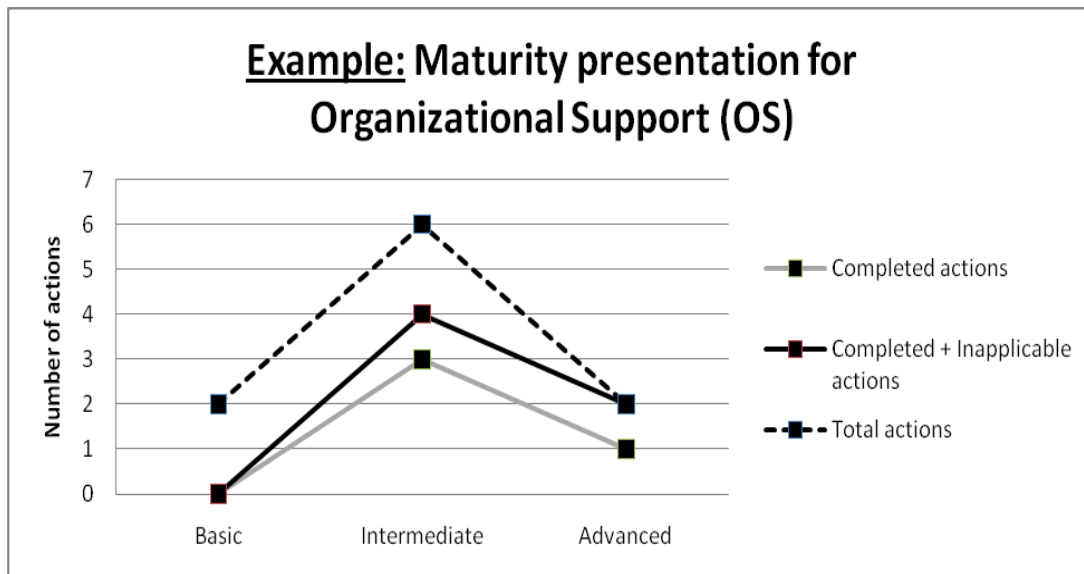 Example: Maturity presentation for
Organizational Support (OS)
Number of actions
7
6
5
4
3
2
1
0
Basic
Intermediate
Advanced
Completed actions
Completed + Inapplicable
actions
Total actions